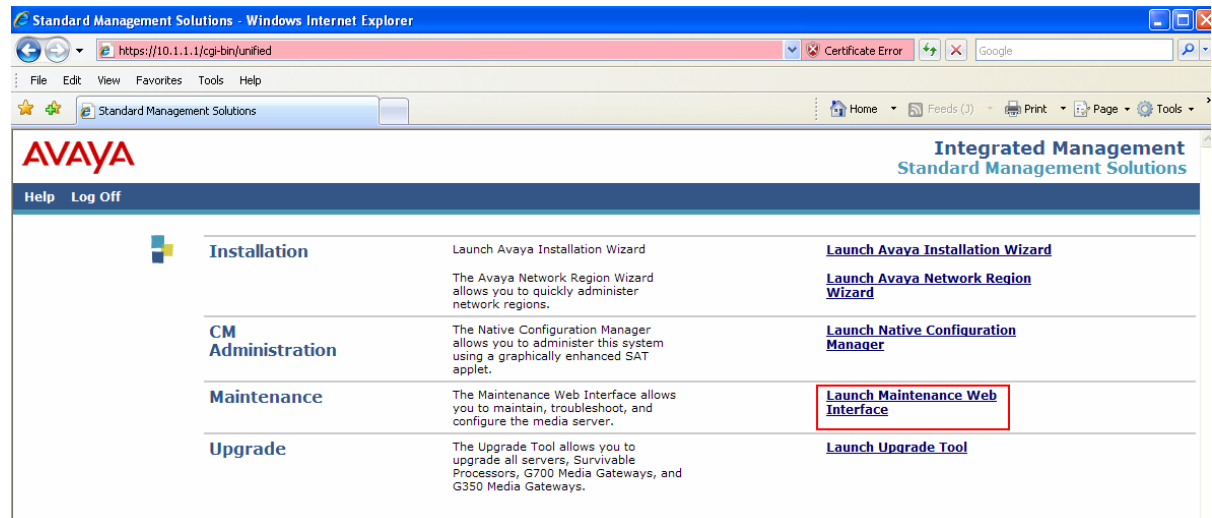 Standard Management Solutions - Windows Internet Explorer
https://10.1.1.1/cgi-bin/unified
Certificate Error
Google
File Edit View Favorites Tools Help
Standard Management Solutions
Home Feeds (J) Print Page Tools
AVAYA
Integrated Management
Standard Management Solutions
Help Log Off
Installation
Launch Avaya Installation Wizard
Launch Avaya Installation Wizard
The Avaya Network Region Wizard
allows you to quickly administer
network regions.
Launch Avaya Network Region
Wizard
CM
Administration
The Native Configuration Manager
allows you to administer this system
using a graphically enhanced SAT
applet.
Launch Native Configuration
Manager
Maintenance
The Maintenance Web Interface allows
you to maintain, troubleshoot, and
configure the media server.
Launch Maintenance Web
Interface
Upgrade
The Upgrade Tool allows you to
upgrade all servers, Survivable
Processors, G700 Media Gateways, and
G350 Media Gateways.
Launch Upgrade Tool